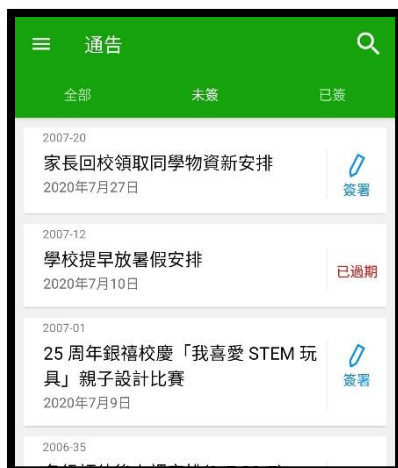 通告
全部 未簽 已簽
2007-20
家長回校領取同學物資新安排
2020年7月27日
簽署
2007-12
學校提早放暑假安排
2020年7月10日
已過期
2007-01
25 周年銀禧校慶「我喜愛 STEM 玩
具」親子設計比賽
2020年7月9日
簽署
2006-35